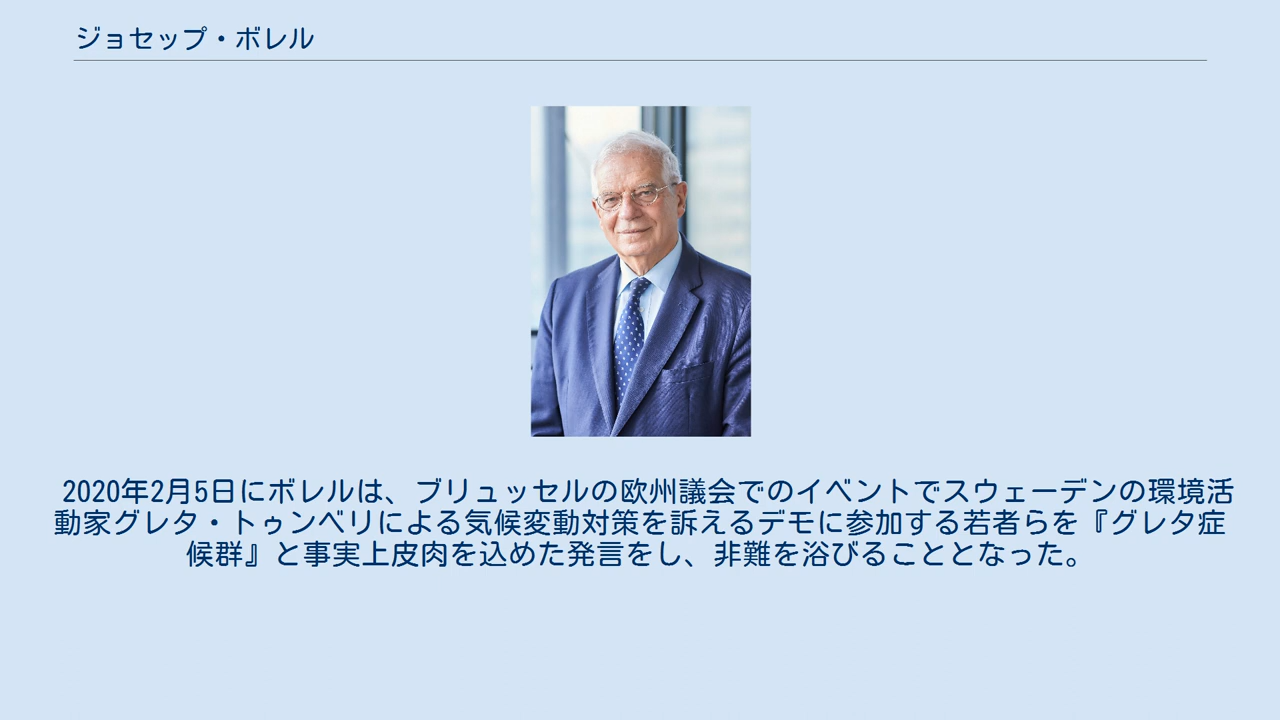 ジョセップ・ボレル
2020年2月5日にボレルは、ブリュッセルの欧州議会でのイベントでスウェーデンの環境活
動家グレタ・トゥンベリによる気候変動対策を訴えるデモに参加する若者らを『グレタ症
候群』と事実上皮肉を込めた発言をし、非難を浴びることとなった。